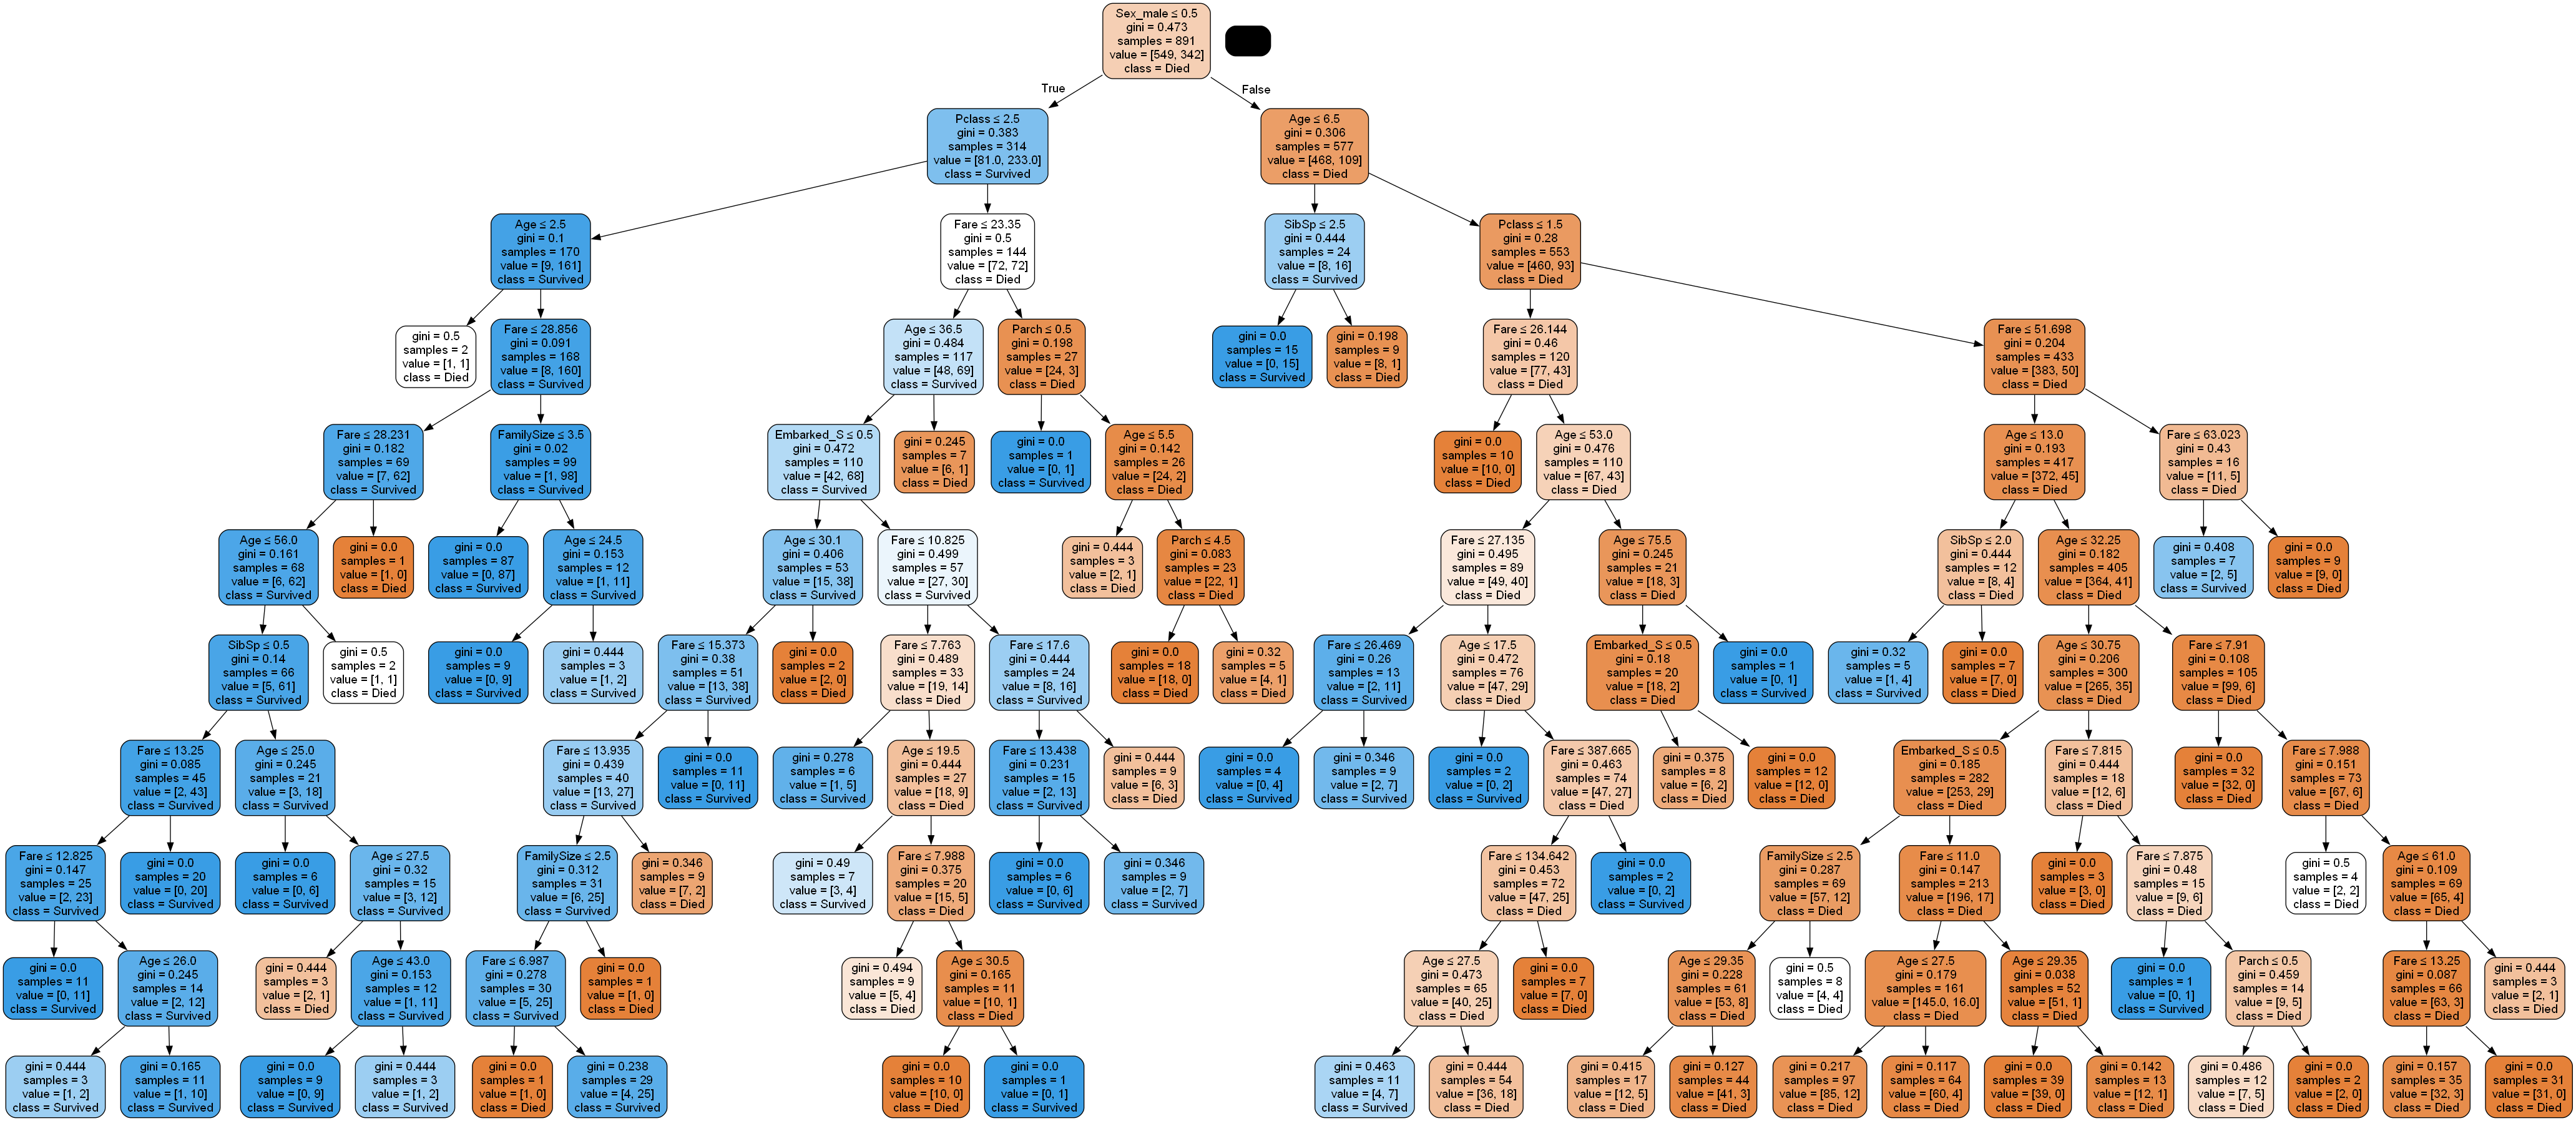 Sex_male ≤ 0.5
gini = 0.473
samples = 891
value = [549, 342]
class = Died
True
False
Pclass ≤ 2.5
gini = 0.383
samples = 314
value = [81.0, 233.0]
class = Survived
Age ≤ 6.5
gini = 0.306
samples = 577
value = [468, 109]
class = Died
Age ≤ 2.5
gini = 0.1
samples = 170
value = [9, 161]
class = Survived
Fare ≤ 23.35
gini = 0.5
samples = 144
value = [72, 72]
class = Died
SibSp ≤ 2.5
gini = 0.444
samples = 24
value = [8, 16]
class = Survived
Pclass ≤ 1.5
gini = 0.28
samples = 553
value = [460, 93]
class = Died
gini = 0.5
samples = 2
value = [1, 1]
class = Died
Fare ≤ 28.856
gini = 0.091
samples = 168
value = [8, 160]
class = Survived
Age ≤ 36.5
gini = 0.484
samples = 117
value = [48, 69]
class = Survived
Parch ≤ 0.5
gini = 0.198
samples = 27
value = [24, 3]
class = Died
gini = 0.0
samples = 15
value = [0, 15]
class = Survived
gini = 0.198
samples = 9
value = [8, 1]
class = Died
Fare ≤ 26.144
gini = 0.46
samples = 120
value = [77, 43]
class = Died
Fare ≤ 51.698
gini = 0.204
samples = 433
value = [383, 50]
class = Died
Fare ≤ 28.231
gini = 0.182
samples = 69
value = [7, 62]
class = Survived
FamilySize ≤ 3.5
gini = 0.02
samples = 99
value = [1, 98]
class = Survived
Embarked_S ≤ 0.5
gini = 0.472
samples = 110
value = [42, 68]
class = Survived
gini = 0.245
samples = 7
value = [6, 1]
class = Died
gini = 0.0
samples = 1
value = [0, 1]
class = Survived
Age ≤ 5.5
gini = 0.142
samples = 26
value = [24, 2]
class = Died
gini = 0.0
samples = 10
value = [10, 0]
class = Died
Age ≤ 53.0
gini = 0.476
samples = 110
value = [67, 43]
class = Died
Age ≤ 13.0
gini = 0.193
samples = 417
value = [372, 45]
class = Died
Fare ≤ 63.023
gini = 0.43
samples = 16
value = [11, 5]
class = Died
Age ≤ 56.0
gini = 0.161
samples = 68
value = [6, 62]
class = Survived
gini = 0.0
samples = 1
value = [1, 0]
class = Died
gini = 0.0
samples = 87
value = [0, 87]
class = Survived
Age ≤ 24.5
gini = 0.153
samples = 12
value = [1, 11]
class = Survived
Age ≤ 30.1
gini = 0.406
samples = 53
value = [15, 38]
class = Survived
Fare ≤ 10.825
gini = 0.499
samples = 57
value = [27, 30]
class = Survived
gini = 0.444
samples = 3
value = [2, 1]
class = Died
Parch ≤ 4.5
gini = 0.083
samples = 23
value = [22, 1]
class = Died
Fare ≤ 27.135
gini = 0.495
samples = 89
value = [49, 40]
class = Died
Age ≤ 75.5
gini = 0.245
samples = 21
value = [18, 3]
class = Died
SibSp ≤ 2.0
gini = 0.444
samples = 12
value = [8, 4]
class = Died
Age ≤ 32.25
gini = 0.182
samples = 405
value = [364, 41]
class = Died
gini = 0.408
samples = 7
value = [2, 5]
class = Survived
gini = 0.0
samples = 9
value = [9, 0]
class = Died
SibSp ≤ 0.5
gini = 0.14
samples = 66
value = [5, 61]
class = Survived
gini = 0.5
samples = 2
value = [1, 1]
class = Died
gini = 0.0
samples = 9
value = [0, 9]
class = Survived
gini = 0.444
samples = 3
value = [1, 2]
class = Survived
Fare ≤ 15.373
gini = 0.38
samples = 51
value = [13, 38]
class = Survived
gini = 0.0
samples = 2
value = [2, 0]
class = Died
Fare ≤ 7.763
gini = 0.489
samples = 33
value = [19, 14]
class = Died
Fare ≤ 17.6
gini = 0.444
samples = 24
value = [8, 16]
class = Survived
gini = 0.0
samples = 18
value = [18, 0]
class = Died
gini = 0.32
samples = 5
value = [4, 1]
class = Died
Fare ≤ 26.469
gini = 0.26
samples = 13
value = [2, 11]
class = Survived
Age ≤ 17.5
gini = 0.472
samples = 76
value = [47, 29]
class = Died
Embarked_S ≤ 0.5
gini = 0.18
samples = 20
value = [18, 2]
class = Died
gini = 0.0
samples = 1
value = [0, 1]
class = Survived
gini = 0.32
samples = 5
value = [1, 4]
class = Survived
gini = 0.0
samples = 7
value = [7, 0]
class = Died
Age ≤ 30.75
gini = 0.206
samples = 300
value = [265, 35]
class = Died
Fare ≤ 7.91
gini = 0.108
samples = 105
value = [99, 6]
class = Died
Fare ≤ 13.25
gini = 0.085
samples = 45
value = [2, 43]
class = Survived
Age ≤ 25.0
gini = 0.245
samples = 21
value = [3, 18]
class = Survived
Fare ≤ 13.935
gini = 0.439
samples = 40
value = [13, 27]
class = Survived
gini = 0.0
samples = 11
value = [0, 11]
class = Survived
gini = 0.278
samples = 6
value = [1, 5]
class = Survived
Age ≤ 19.5
gini = 0.444
samples = 27
value = [18, 9]
class = Died
Fare ≤ 13.438
gini = 0.231
samples = 15
value = [2, 13]
class = Survived
gini = 0.444
samples = 9
value = [6, 3]
class = Died
gini = 0.0
samples = 4
value = [0, 4]
class = Survived
gini = 0.346
samples = 9
value = [2, 7]
class = Survived
gini = 0.0
samples = 2
value = [0, 2]
class = Survived
Fare ≤ 387.665
gini = 0.463
samples = 74
value = [47, 27]
class = Died
gini = 0.375
samples = 8
value = [6, 2]
class = Died
gini = 0.0
samples = 12
value = [12, 0]
class = Died
Embarked_S ≤ 0.5
gini = 0.185
samples = 282
value = [253, 29]
class = Died
Fare ≤ 7.815
gini = 0.444
samples = 18
value = [12, 6]
class = Died
gini = 0.0
samples = 32
value = [32, 0]
class = Died
Fare ≤ 7.988
gini = 0.151
samples = 73
value = [67, 6]
class = Died
Fare ≤ 12.825
gini = 0.147
samples = 25
value = [2, 23]
class = Survived
gini = 0.0
samples = 20
value = [0, 20]
class = Survived
gini = 0.0
samples = 6
value = [0, 6]
class = Survived
Age ≤ 27.5
gini = 0.32
samples = 15
value = [3, 12]
class = Survived
FamilySize ≤ 2.5
gini = 0.312
samples = 31
value = [6, 25]
class = Survived
gini = 0.346
samples = 9
value = [7, 2]
class = Died
gini = 0.49
samples = 7
value = [3, 4]
class = Survived
Fare ≤ 7.988
gini = 0.375
samples = 20
value = [15, 5]
class = Died
gini = 0.0
samples = 6
value = [0, 6]
class = Survived
gini = 0.346
samples = 9
value = [2, 7]
class = Survived
Fare ≤ 134.642
gini = 0.453
samples = 72
value = [47, 25]
class = Died
gini = 0.0
samples = 2
value = [0, 2]
class = Survived
FamilySize ≤ 2.5
gini = 0.287
samples = 69
value = [57, 12]
class = Died
Fare ≤ 11.0
gini = 0.147
samples = 213
value = [196, 17]
class = Died
gini = 0.0
samples = 3
value = [3, 0]
class = Died
Fare ≤ 7.875
gini = 0.48
samples = 15
value = [9, 6]
class = Died
gini = 0.5
samples = 4
value = [2, 2]
class = Died
Age ≤ 61.0
gini = 0.109
samples = 69
value = [65, 4]
class = Died
gini = 0.0
samples = 11
value = [0, 11]
class = Survived
Age ≤ 26.0
gini = 0.245
samples = 14
value = [2, 12]
class = Survived
gini = 0.444
samples = 3
value = [2, 1]
class = Died
Age ≤ 43.0
gini = 0.153
samples = 12
value = [1, 11]
class = Survived
Fare ≤ 6.987
gini = 0.278
samples = 30
value = [5, 25]
class = Survived
gini = 0.0
samples = 1
value = [1, 0]
class = Died
gini = 0.494
samples = 9
value = [5, 4]
class = Died
Age ≤ 30.5
gini = 0.165
samples = 11
value = [10, 1]
class = Died
Age ≤ 27.5
gini = 0.473
samples = 65
value = [40, 25]
class = Died
gini = 0.0
samples = 7
value = [7, 0]
class = Died
Age ≤ 29.35
gini = 0.228
samples = 61
value = [53, 8]
class = Died
gini = 0.5
samples = 8
value = [4, 4]
class = Died
Age ≤ 27.5
gini = 0.179
samples = 161
value = [145.0, 16.0]
class = Died
Age ≤ 29.35
gini = 0.038
samples = 52
value = [51, 1]
class = Died
gini = 0.0
samples = 1
value = [0, 1]
class = Survived
Parch ≤ 0.5
gini = 0.459
samples = 14
value = [9, 5]
class = Died
Fare ≤ 13.25
gini = 0.087
samples = 66
value = [63, 3]
class = Died
gini = 0.444
samples = 3
value = [2, 1]
class = Died
gini = 0.444
samples = 3
value = [1, 2]
class = Survived
gini = 0.165
samples = 11
value = [1, 10]
class = Survived
gini = 0.0
samples = 9
value = [0, 9]
class = Survived
gini = 0.444
samples = 3
value = [1, 2]
class = Survived
gini = 0.0
samples = 1
value = [1, 0]
class = Died
gini = 0.238
samples = 29
value = [4, 25]
class = Survived
gini = 0.0
samples = 10
value = [10, 0]
class = Died
gini = 0.0
samples = 1
value = [0, 1]
class = Survived
gini = 0.463
samples = 11
value = [4, 7]
class = Survived
gini = 0.444
samples = 54
value = [36, 18]
class = Died
gini = 0.415
samples = 17
value = [12, 5]
class = Died
gini = 0.127
samples = 44
value = [41, 3]
class = Died
gini = 0.217
samples = 97
value = [85, 12]
class = Died
gini = 0.117
samples = 64
value = [60, 4]
class = Died
gini = 0.0
samples = 39
value = [39, 0]
class = Died
gini = 0.142
samples = 13
value = [12, 1]
class = Died
gini = 0.486
samples = 12
value = [7, 5]
class = Died
gini = 0.0
samples = 2
value = [2, 0]
class = Died
gini = 0.157
samples = 35
value = [32, 3]
class = Died
gini = 0.0
samples = 31
value = [31, 0]
class = Died